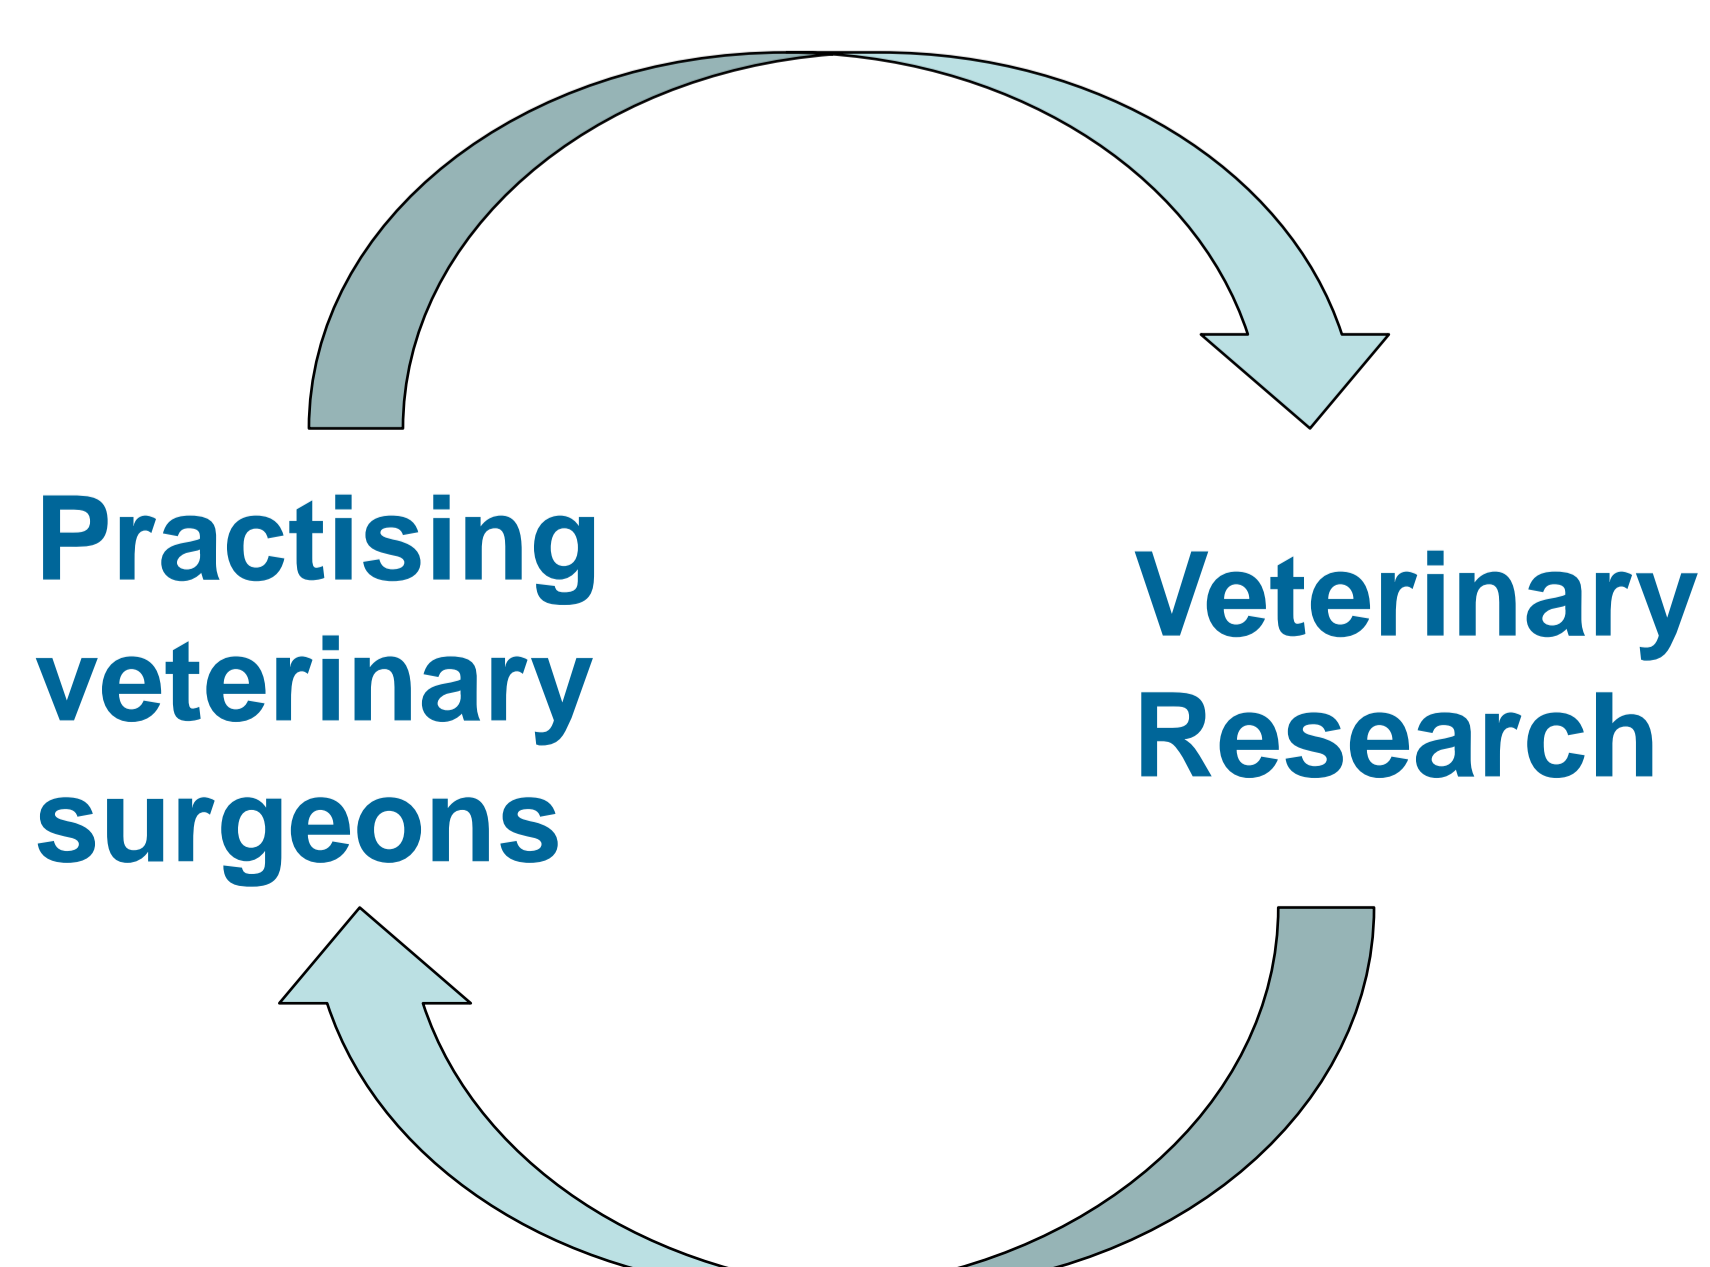 Practising
veterinary
surgeons
Veterinary
Research